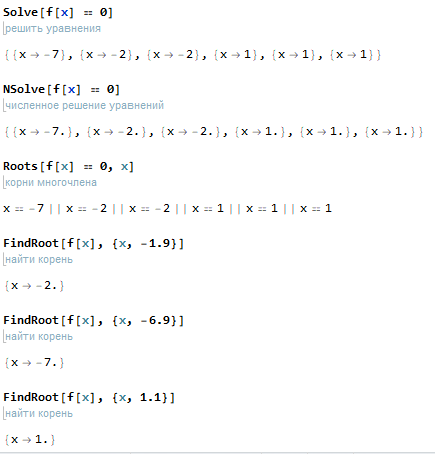 Solve[f[x] == 0]
решить уравнения
{{x → -7}, {x → -2}, {x → -2}, {x → 1}, {x → 1}, {x → 1}}
NSolve[f[x] == 0]
численное решение уравнений
{{x → -7.}, {x → -2.}, {x → -2.}, {x → 1.}, {x → 1.}, {x → 1.}}
Roots[f[x] == 0, x]
корни многочлена
x == -7 || x == -2 || x == -2 || x == 1 || x == 1 || x == 1
FindRoot[f[x], {x, -1.9}]
найти корень
{x → -2.}
FindRoot[f[x], {x, -6.9}]
найти корень
{x → -7.}
FindRoot[f[x], {x, 1.1}]
найти корень
{x → 1.}